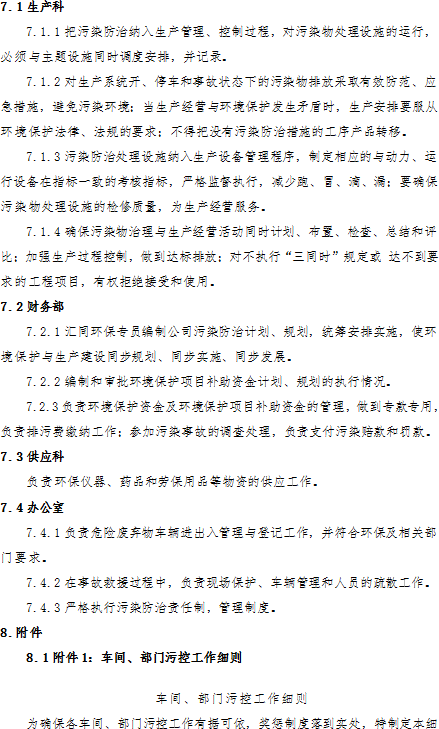 7.1生产科
7.1.1把污染防治纳入生产管理、控制过程，对污染物处理设施的运行，
必须与主题设施同时调度安排，并记录。
7.1.2对生产系统开、停车和事故状态下的污染物排放采取有效防范、应
急措施，避免污染环境；当生产经营与环境保护发生矛盾时，生产安排要服从
环境保护法律、法规的要求；不得把没有污染防治措施的工序产品转移。
7.1.3污染防治处理设施纳入生产设备管理程序，制定相应的与动力、运
行设备在指标一致的考核指标，严格监督执行，减少跑、冒、滴、漏；要确保
污染物处理设施的检修质量，为生产经营服务。
7.1.4确保污染物治理与生产经营活动同时计划、布置、检查、总结和评
比；加强生产过程控制，做到达标排放；对不执行“三同时”规定或 达不到要
求的工程项目，有权拒绝接受和使用。
7.2财务部
7.2.1汇同环保专员编制公司污染防治计划、规划，统筹安排实施，使环
境保护与生产建设同步规划、同步实施、同步发展。
7.2.2编制和审批环境保护项目补助资金计划、规划的执行情况。
7.2.3负责环境保护资金及环境保护项目补助资金的管理，做到专款专用，
负责排污费缴纳工作；参加污染事故的调查处理，负责支付污染赔款和罚款。
7.3供应科
负责环保仪器、药品和劳保用品等物资的供应工作。
7.4办公室
7.4.1负责危险废弃物车辆进出入管理与登记工作，并符合环保及相关部
门要求。
7.4.2在事故救援过程中，负责现场保护、车辆管理和人员的疏散工作。
7.4.3严格执行污染防治责任制，管理制度。
8.附件
8.1附件1：车间、部门污控工作细则
车间、部门污控工作细则
为确保各车间、部门污控工作有据可依，奖惩制度落到实处，特制定本细